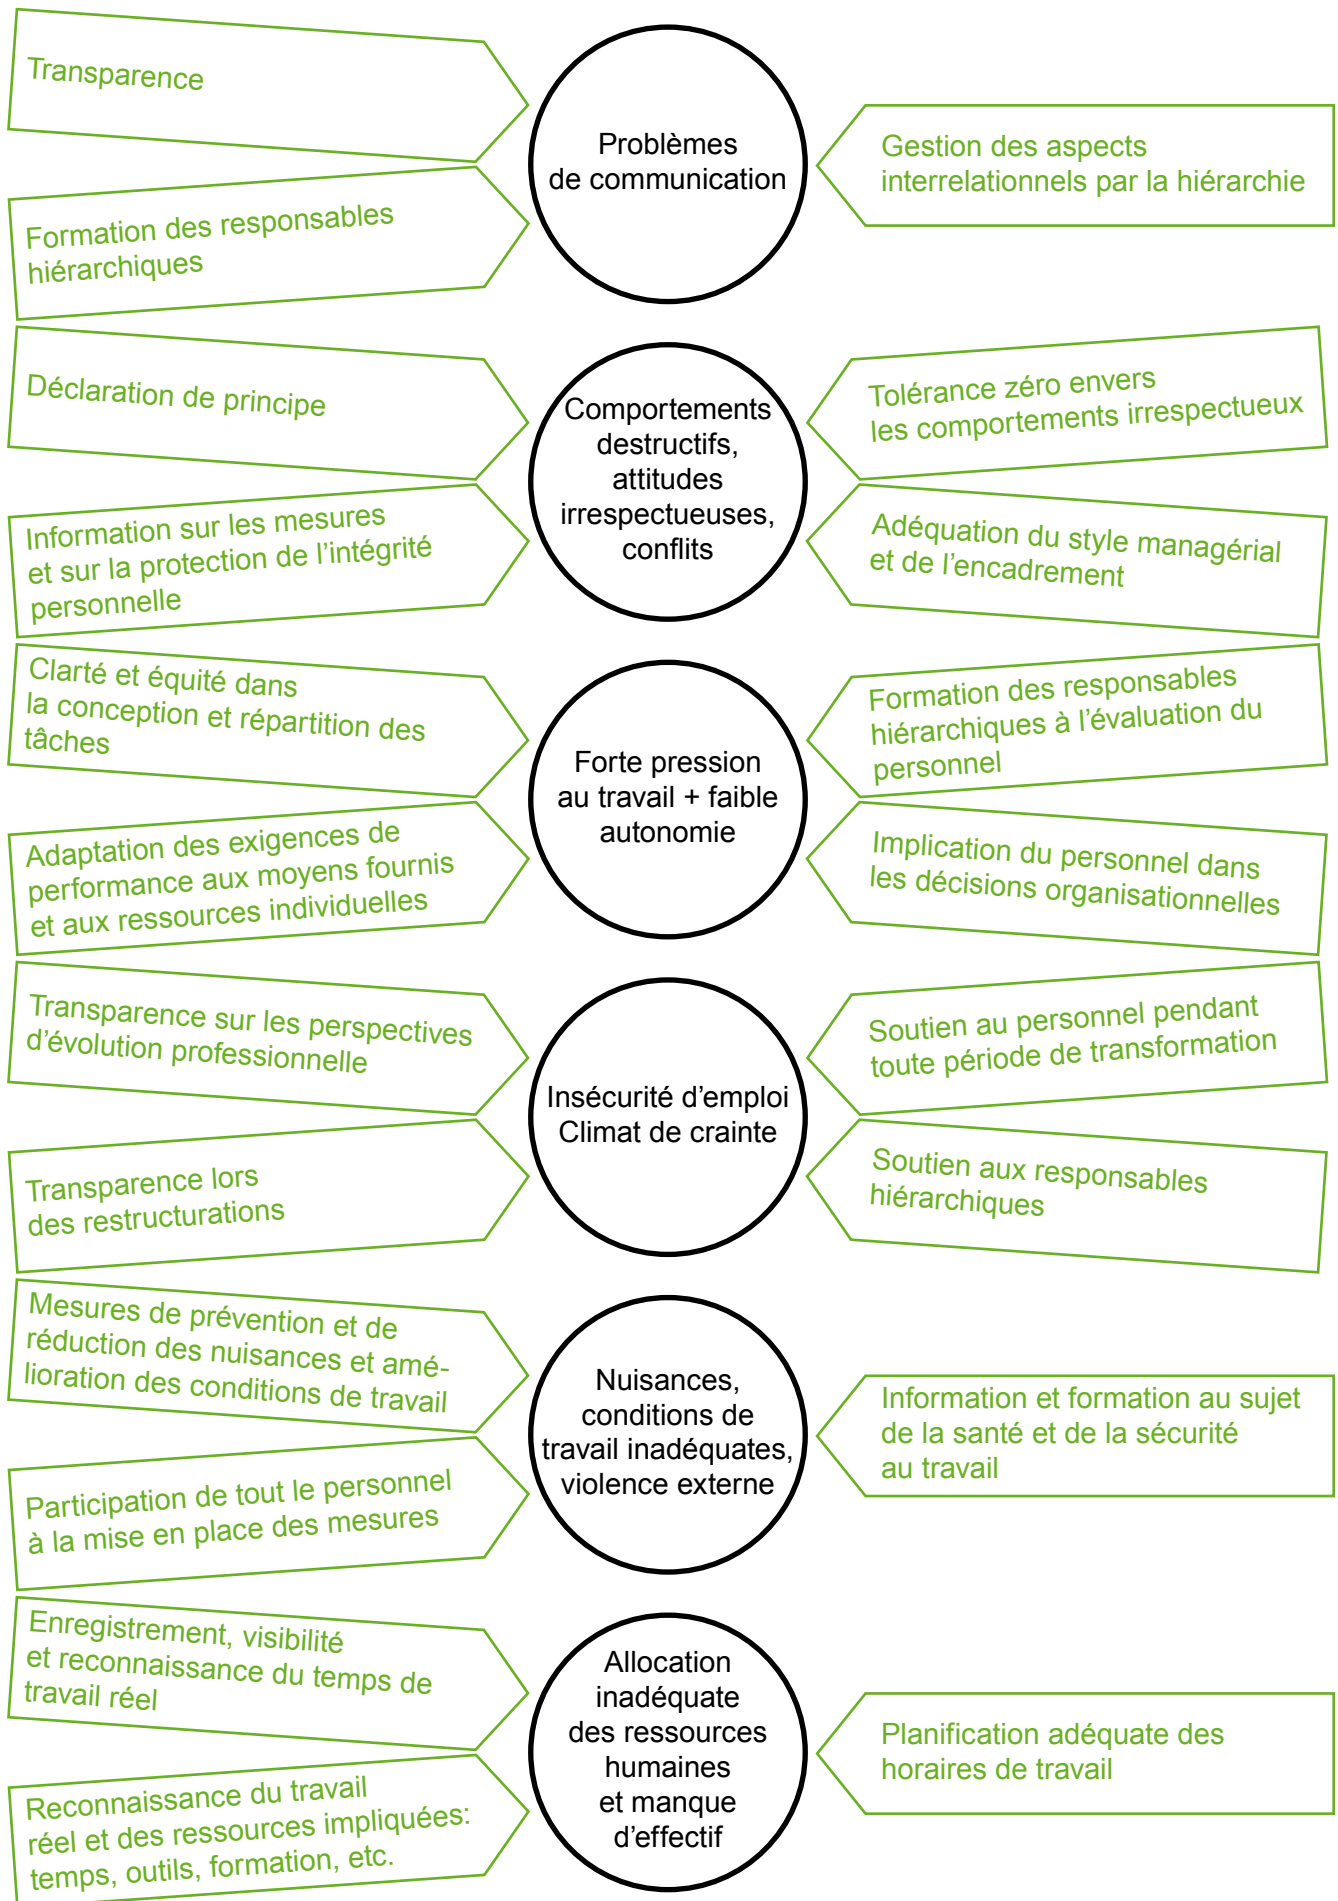 Transparence
Formation des responsables
hiérarchiques
Problèmes
de communication
Gestion des aspects
interrelationnels par la hiérarchie
Déclaration de principe
Information sur les mesures
et sur la protection de l’intégrité
personnelle
Comportements
destructifs,
attitudes
irrespectueuses,
conflits
Tolérance zéro envers
les comportements irrespectueux
Adéquation du style managérial
et de l’encadrement
Clarté et équité dans
la conception et répartition des
tâches
Adaptation des exigences de
performance aux moyens fournis
et aux ressources individuelles
Forte pression
au travail + faible
autonomie
Formation des responsables
hiérarchiques à l’évaluation du
personnel
Implication du personnel dans
les décisions organisationnelles
Transparence sur les perspectives
d’évolution professionnelle
Transparence lors
des restructurations
Insécurité d’emploi
Climat de crainte
Soutien au personnel pendant
toute période de transformation
Soutien aux responsables
hiérarchiques
Mesures de prévention et de
réduction des nuisances et amé-
lioration des conditions de travail
Participation de tout le personnel
à la mise en place des mesures
Nuisances,
conditions de
travail inadéquates,
violence externe
Information et formation au sujet
de la santé et de la sécurité
au travail
Enregistrement, visibilité
et reconnaissance du temps de
travail réel
Reconnaissance du travail
réel et des ressources impliquées:
temps, outils, formation, etc.
Allocation
inadéquate
des ressources
humaines
et manque
d’effectif
Planification adéquate des
horaires de travail